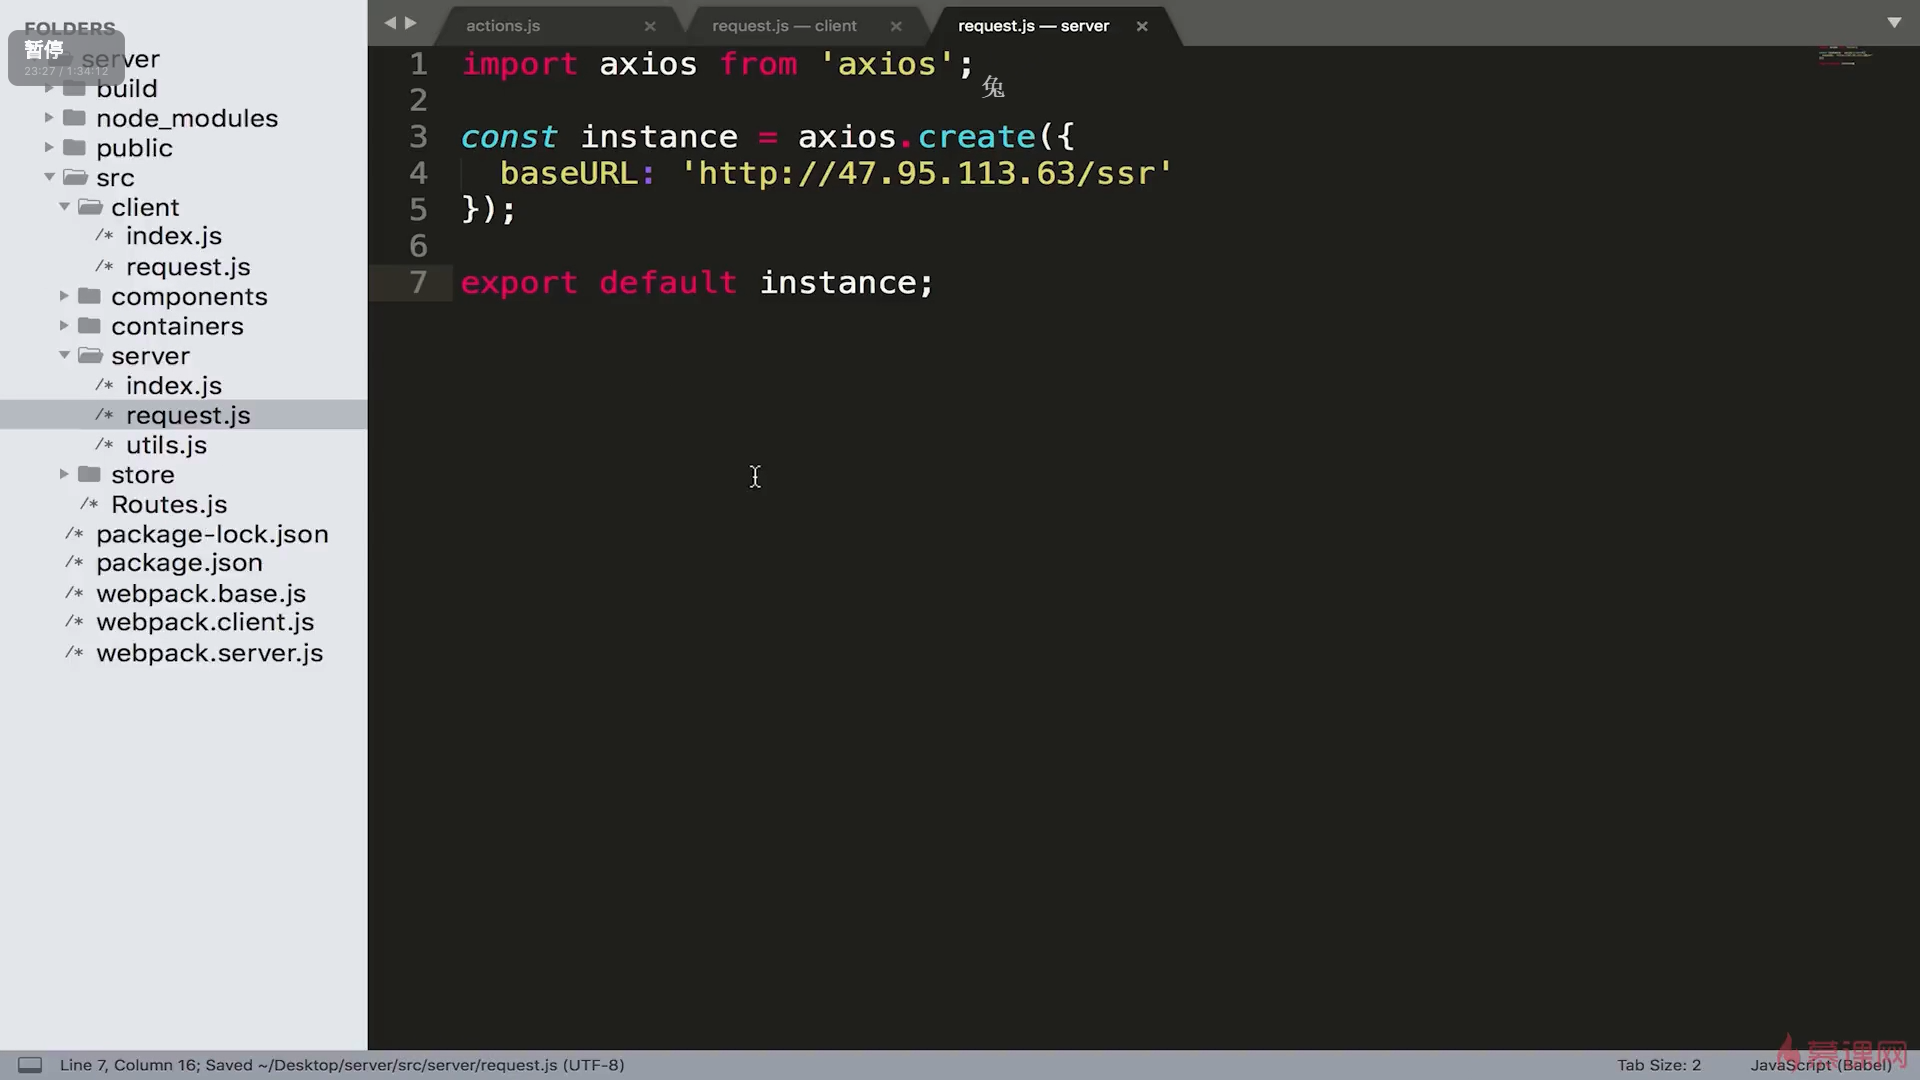 FOLDERS
暂停
23:27 / 1:34:12
server
build
node_modules
public
src
client
/* index.js
/* request.js
components
containers
server
/* index.js
/* request.js
/* utils.js
store
/* Routes.js
/* package-lock.json
/* package.json
/* webpack.base.js
/* webpack.client.js
/* webpack.server.js
actions.js
request.js — client
request.js — server
1 import axios from 'axios';
兔
2
3 const instance = axios.create({
4 baseURL: 'http://47.95.113.63/ssr'
5 });
6
7 export default instance;
Line 7, Column 16; Saved ~/Desktop/server/src/server/request.js (UTF-8)
Tab Size: 2
JavaScript (Babel)
慕课网